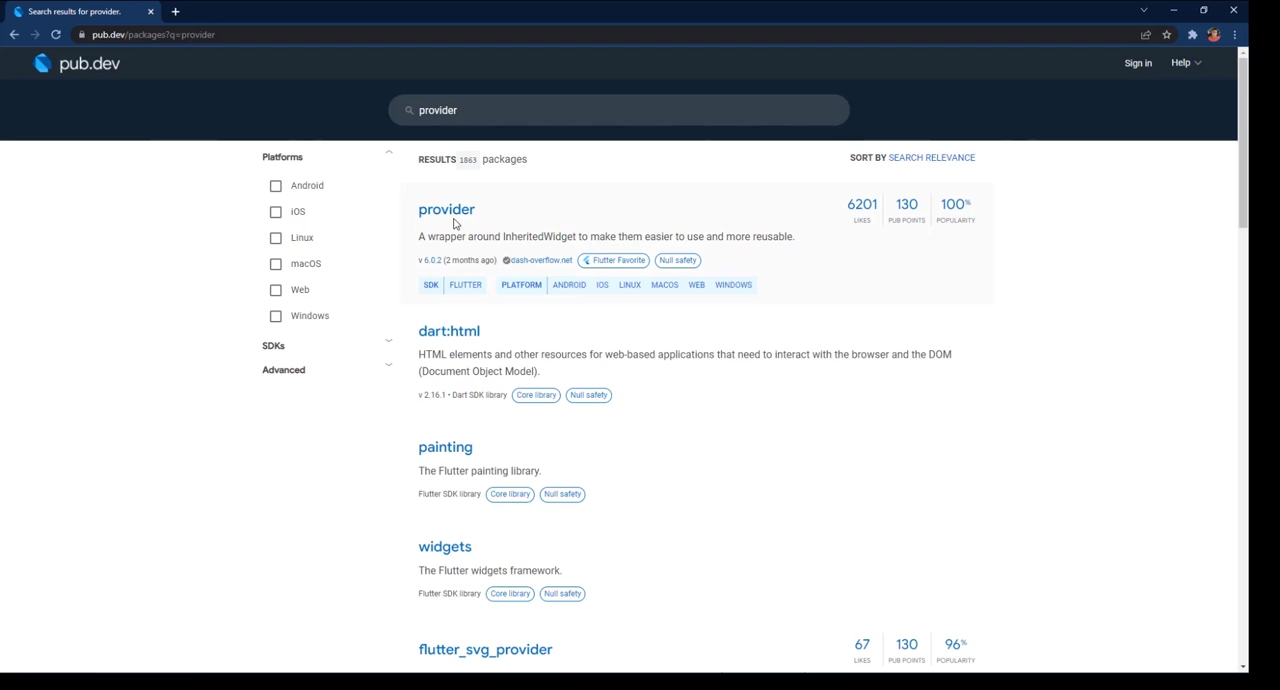 Search results for provider.
pub.dev/packages?q=provider
pub.dev
Sign in
Help
provider
Platforms
Android
iOS
Linux
macOS
Web
Windows
SDKs
Advanced
RESULTS 1863 packages
SORT BY SEARCH RELEVANCE
provider
6201 LIKES
130 PUB POINTS
100% POPULARITY
A wrapper around InheritedWidget to make them easier to use and more reusable.
v 6.0.2 (2 months ago) dash-overflow.net Flutter Favorite Null safety
SDK FLUTTER PLATFORM ANDROID IOS LINUX MACOS WEB WINDOWS
dart:html
HTML elements and other resources for web-based applications that need to interact with the browser and the DOM
(Document Object Model).
v 2.16.1 • Dart SDK library Core library Null safety
painting
The Flutter painting library.
Flutter SDK library Core library Null safety
widgets
The Flutter widgets framework.
Flutter SDK library Core library Null safety
flutter_svg_provider
67 LIKES
130 PUB POINTS
96% POPULARITY